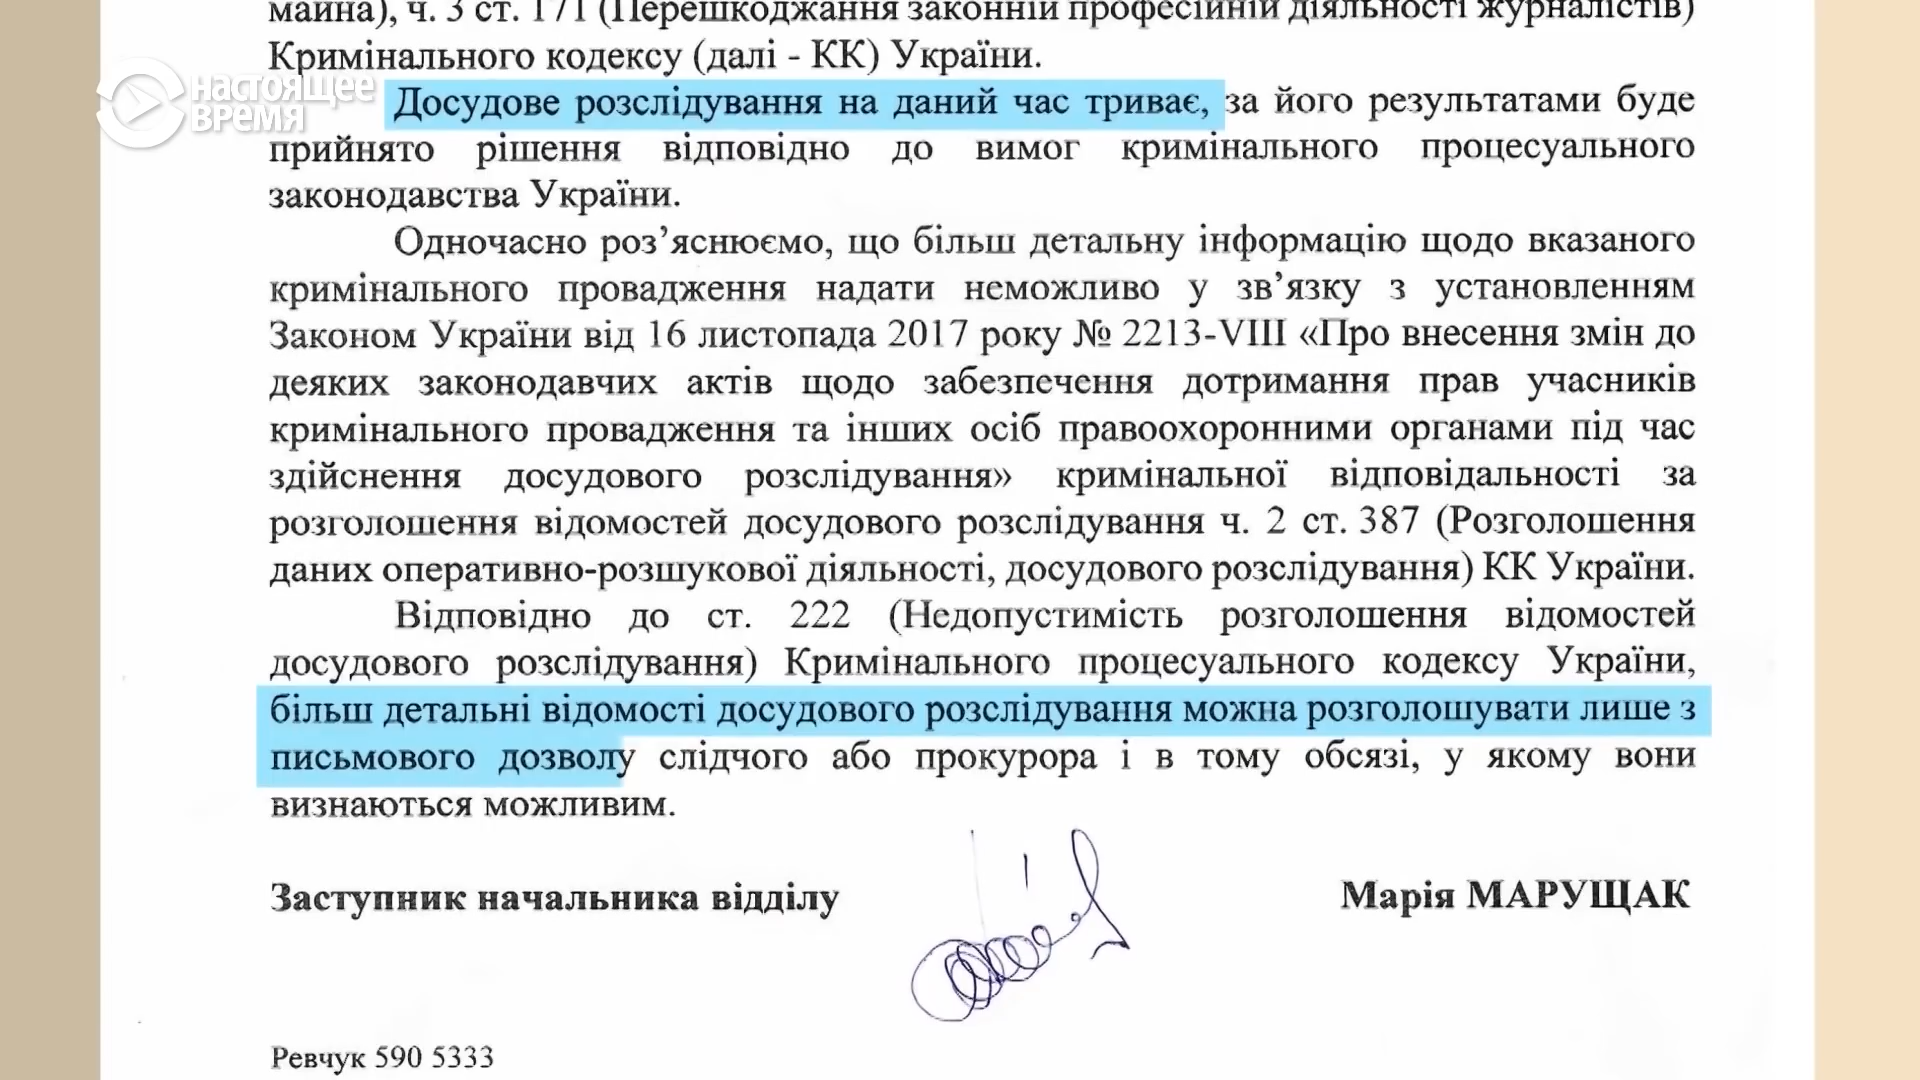 майна), ч. 3 ст. 171 (Перешкоджання законній професійній діяльності журналістів)
Кримінального кодексу (далі - КК) України.
настоящее
время
Досудове розслідування на даний час триває, за його результатами буде
прийнято рішення відповідно до вимог кримінального процесуального
законодавства України.
Одночасно роз’яснюємо, що більш детальну інформацію щодо вказаного
кримінального провадження надати неможливо у зв’язку з установленням
Законом України від 16 листопада 2017 року № 2213-VIII «Про внесення змін до
деяких законодавчих актів щодо забезпечення дотримання прав учасників
кримінального провадження та інших осіб правоохоронними органами під час
здійснення досудового розслідування» кримінальної відповідальності за
розголошення відомостей досудового розслідування ч. 2 ст. 387 (Розголошення
даних оперативно-розшукової діяльності, досудового розслідування) КК України.
Відповідно до ст. 222 (Недопустимість розголошення відомостей
досудового розслідування) Кримінального процесуального кодексу України,
більш детальні відомості досудового розслідування можна розголошувати лише з
письмового дозволу слідчого або прокурора і в тому обсязі, у якому вони
визнаються можливим.
Заступник начальника відділу Марія МАРУЩАК
Ревчук 590 5333